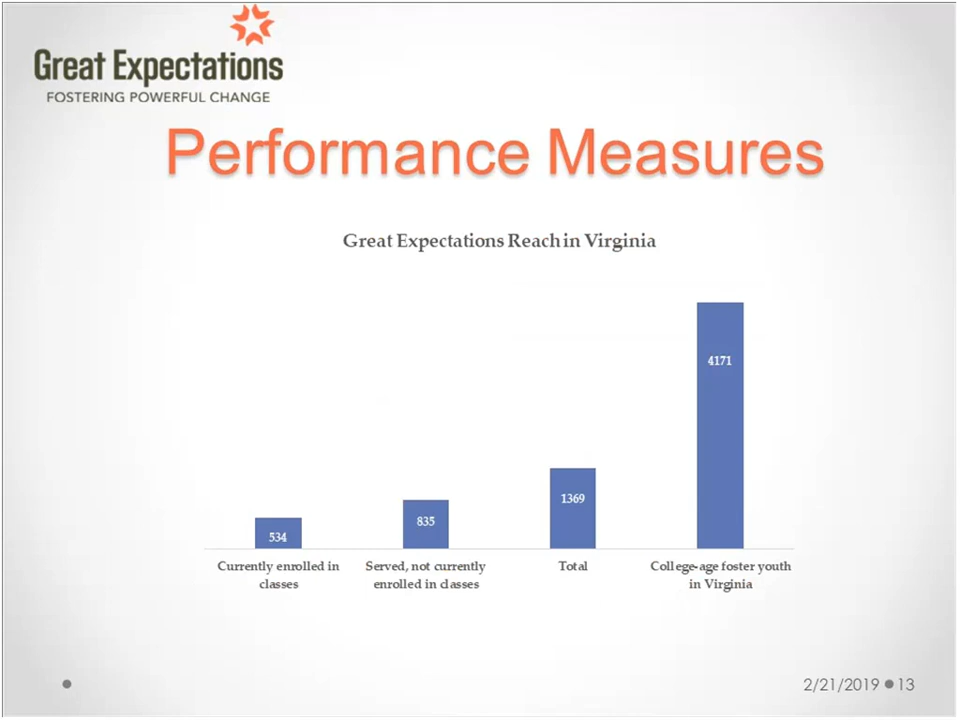 Great Expectations
FOSTERING POWERFUL CHANGE
Performance Measures
Great Expectations Reach in Virginia
534
835
1369
4171
Currently enrolled in
classes
Served, not currently
enrolled in classes
Total
College-age foster youth
in Virginia
2/21/2019 13